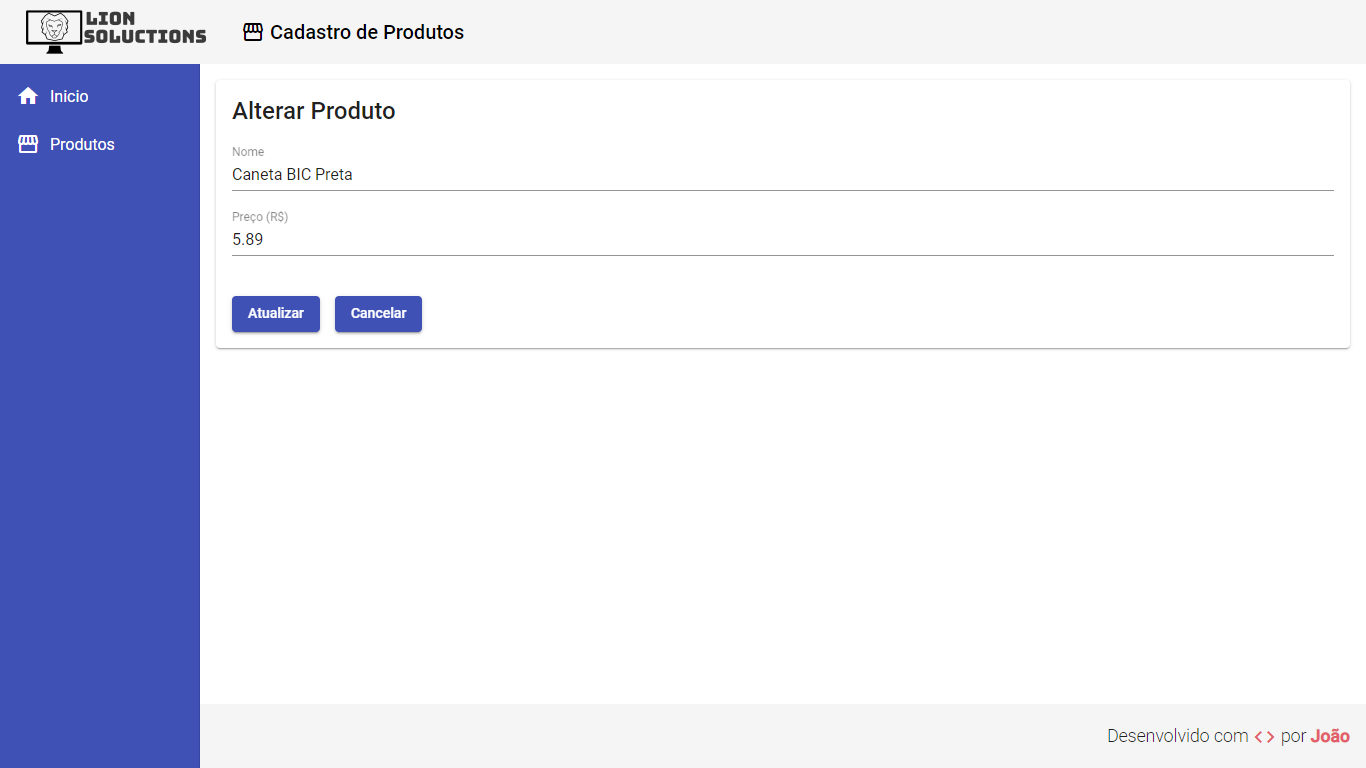 LION
SOLUCTIONS
Cadastro de Produtos
Inicio
Produtos
Alterar Produto
Nome
Caneta BIC Preta
Preço (R$)
5.89
Atualizar
Cancelar
Desenvolvido com <> por João